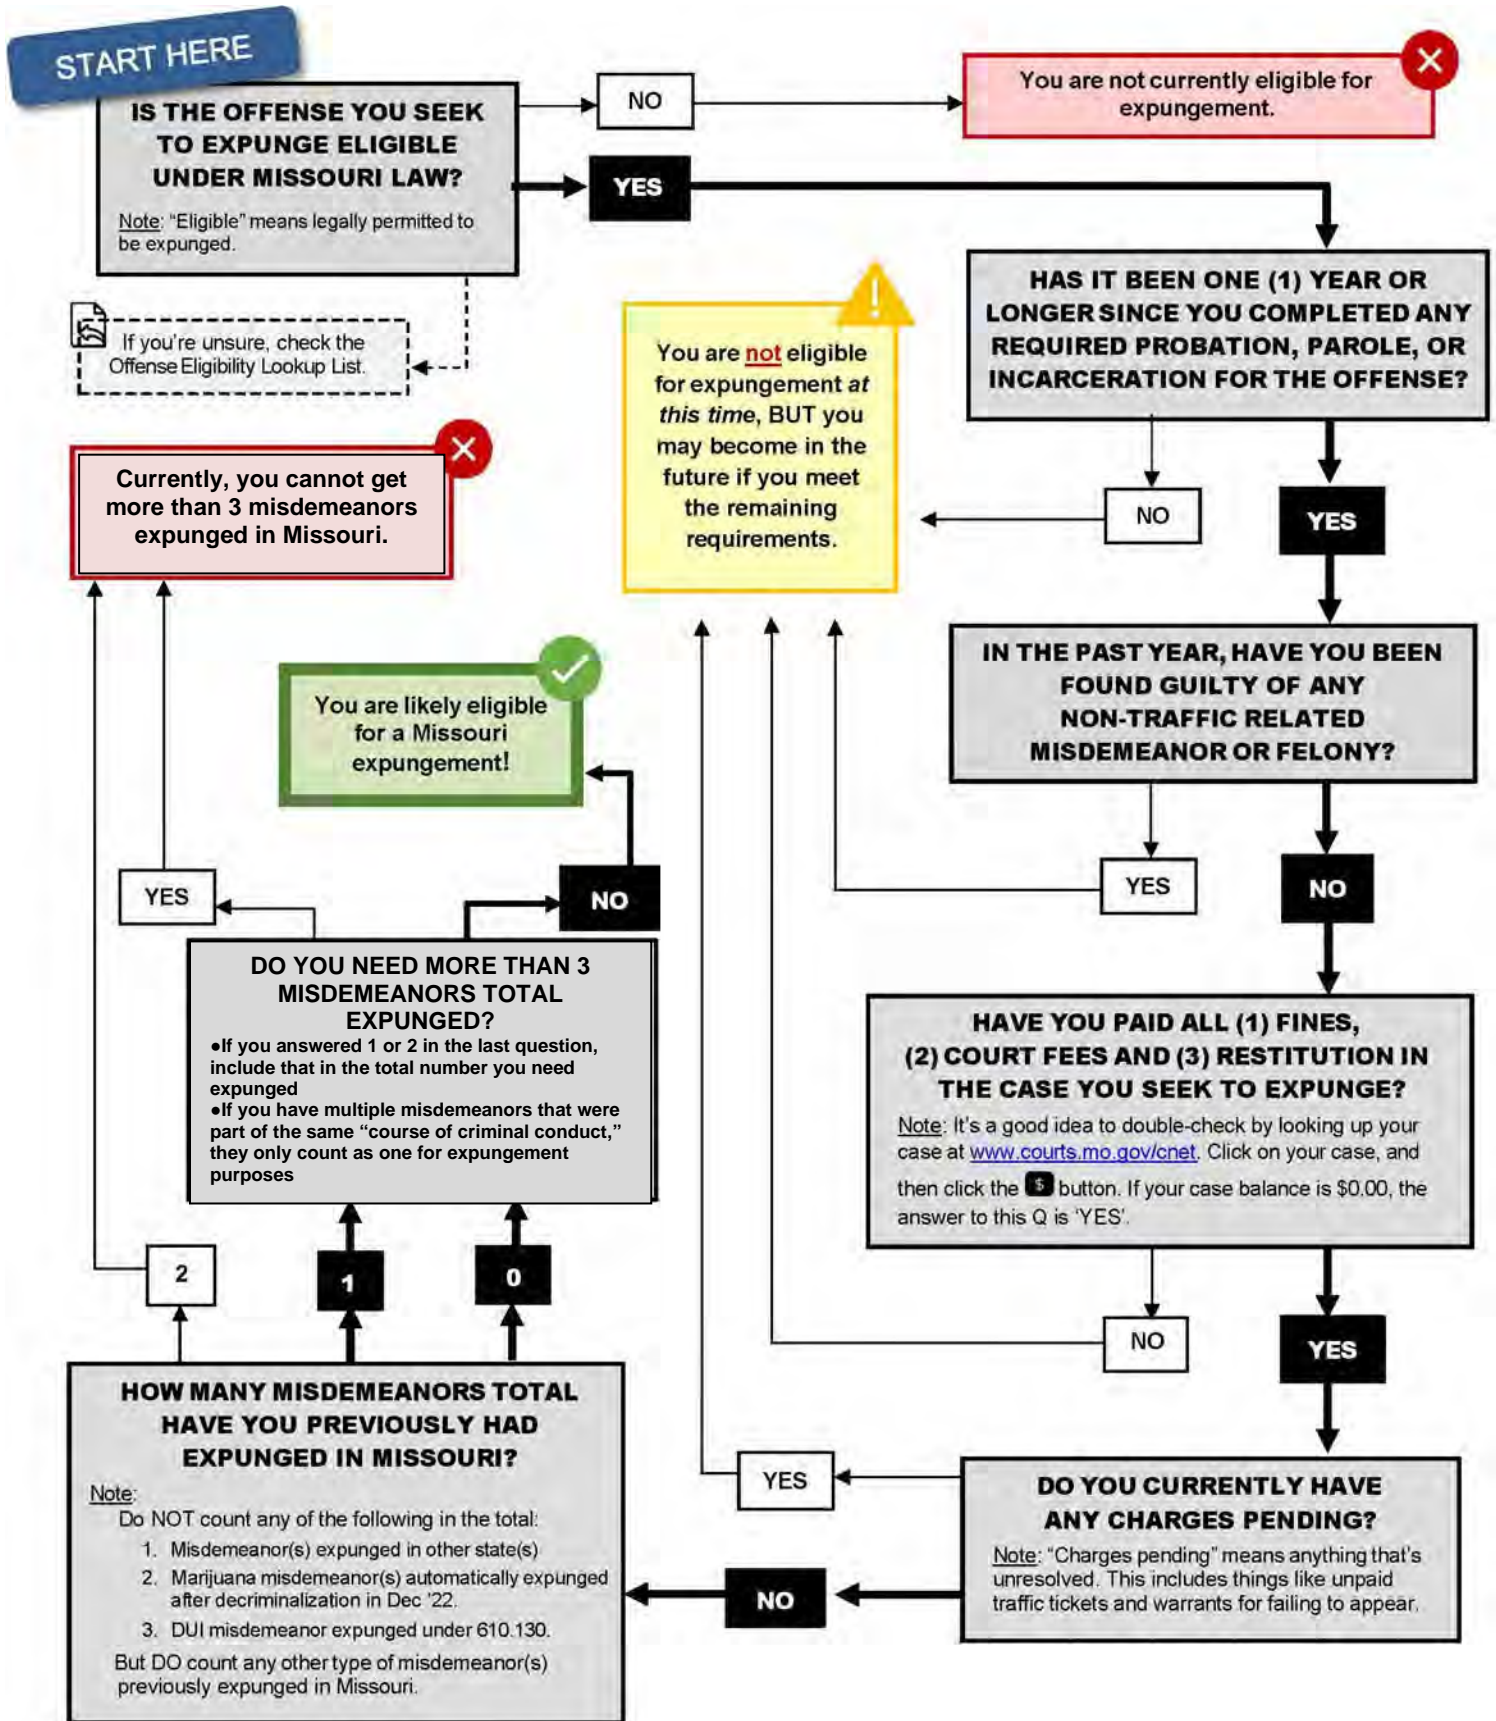 START HERE
IS THE OFFENSE YOU SEEK
TO EXPUNGE ELIGIBLE
UNDER MISSOURI LAW?
Note: “Eligible” means legally permitted to
be expunged.
NO
You are not currently eligible for
expungement.
YES
If you're unsure, check the
Offense Eligibility Lookup List.
HAS IT BEEN ONE (1) YEAR OR
LONGER SINCE YOU COMPLETED ANY
REQUIRED PROBATION, PAROLE, OR
INCARCERATION FOR THE OFFENSE?
NO
YES
You are not eligible
for expungement at
this time, BUT you
may become in the
future if you meet
the remaining
requirements.
IN THE PAST YEAR, HAVE YOU BEEN
FOUND GUILTY OF ANY
NON-TRAFFIC RELATED
MISDEMEANOR OR FELONY?
YES
NO
HAVE YOU PAID ALL (1) FINES,
(2) COURT FEES AND (3) RESTITUTION IN
THE CASE YOU SEEK TO EXPUNGE?
Note: It's a good idea to double-check by looking up your
case at www.courts.mo.gov/cnet. Click on your case, and
then click the $ button. If your case balance is $0.00, the
answer to this Q is 'YES'.
NO
YES
DO YOU CURRENTLY HAVE
ANY CHARGES PENDING?
Note: “Charges pending” means anything that's
unresolved. This includes things like unpaid
traffic tickets and warrants for failing to appear.
YES
NO
HOW MANY MISDEMEANORS TOTAL
HAVE YOU PREVIOUSLY HAD
EXPUNGED IN MISSOURI?
Note:
Do NOT count any of the following in the total:
1. Misdemeanor(s) expunged in other state(s)
2. Marijuana misdemeanor(s) automatically expunged
after decriminalization in Dec '22.
3. DUI misdemeanor expunged under 610.130.
But DO count any other type of misdemeanor(s)
previously expunged in Missouri.
2
1
0
DO YOU NEED MORE THAN 3
MISDEMEANORS TOTAL
EXPUNGED?
●If you answered 1 or 2 in the last question,
include that in the total number you need
expunged
●If you have multiple misdemeanors that were
part of the same “course of criminal conduct,”
they only count as one for expungement
purposes
YES
NO
Currently, you cannot get
more than 3 misdemeanors
expunged in Missouri.
You are likely eligible
for a Missouri
expungement!